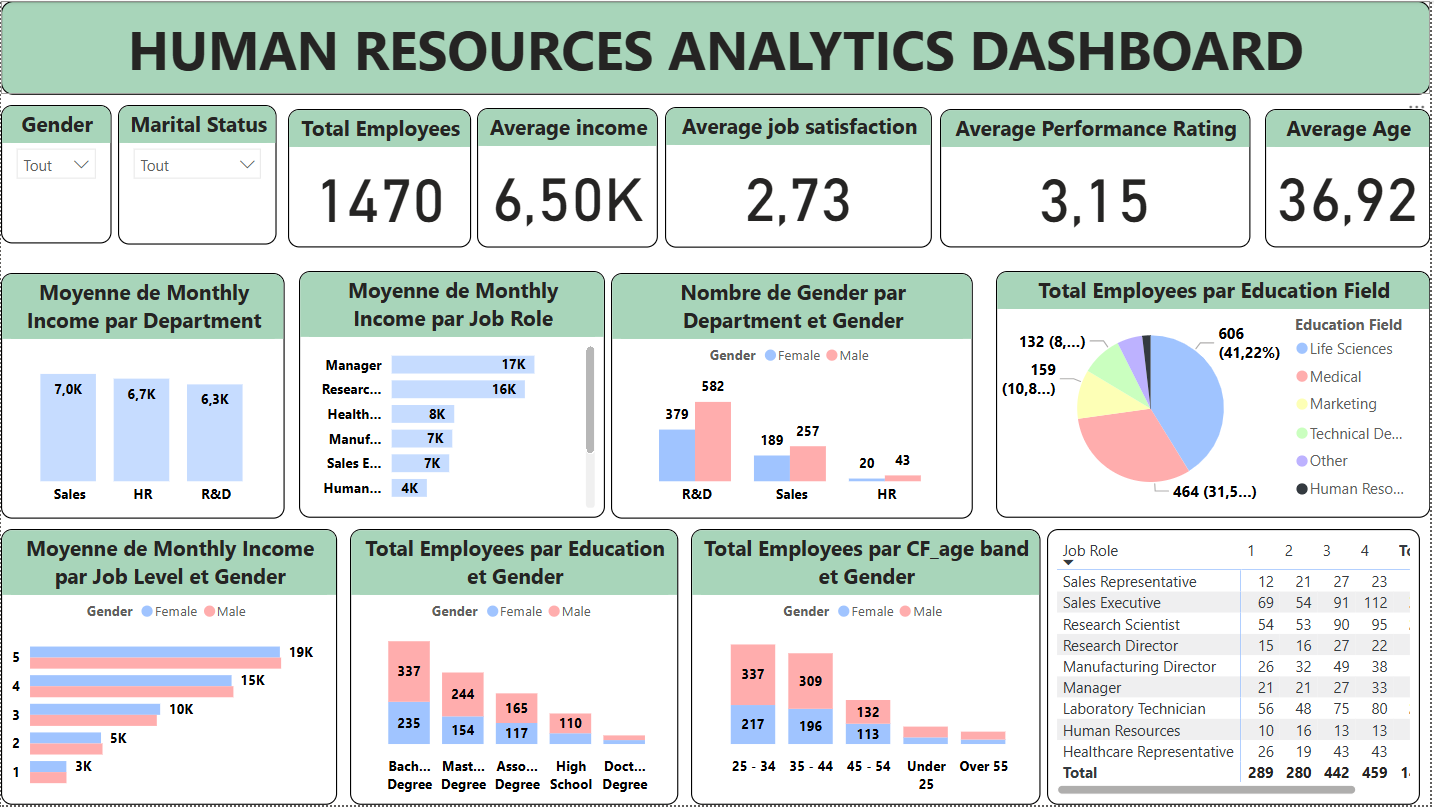 HUMAN RESOURCES ANALYTICS DASHBOARD
Gender
Tout
Marital Status
Tout
Total Employees
1470
Average income
6,50K
Average job satisfaction
2,73
Average Performance Rating
3,15
Average Age
36,92
Moyenne de Monthly
Income par Department
7,0K
6,7K
6,3K
Sales HR R&D
Moyenne de Monthly
Income par Job Role
Manager 17K
Researc... 16K
Health... 8K
Manuf... 7K
Sales E... 7K
Human... 4K
Nombre de Gender par
Department et Gender
Gender Female Male
379 582
189 257
20 43
R&D Sales HR
Total Employees par Education Field
606
(41,22%)
464 (31,5...)
159
(10,8...)
132 (8,...)
Education Field
Life Sciences
Medical
Marketing
Technical De...
Other
Human Reso...
Moyenne de Monthly Income
par Job Level et Gender
Gender Female Male
5 19K
4 15K
3 10K
2 5K
1 3K
Total Employees par Education
et Gender
Gender Female Male
337 244 165 110
235 154 117
Bach... Mast... Asso... High Doct...
Degree Degree Degree School Degree
Total Employees par CF_age band
et Gender
Gender Female Male
337 309 132
217 196 113
25 - 34 35 - 44 45 - 54 Under Over 55
25
Job Role 1 2 3 4
Sales Representative 12 21 27 23
Sales Executive 69 54 91 112
Research Scientist 54 53 90 95
Research Director 15 16 27 22
Manufacturing Director 26 32 49 38
Manager 21 21 27 33
Laboratory Technician 56 48 75 80
Human Resources 10 16 13 13
Healthcare Representative 26 19 43 43
Total 289 280 442 459